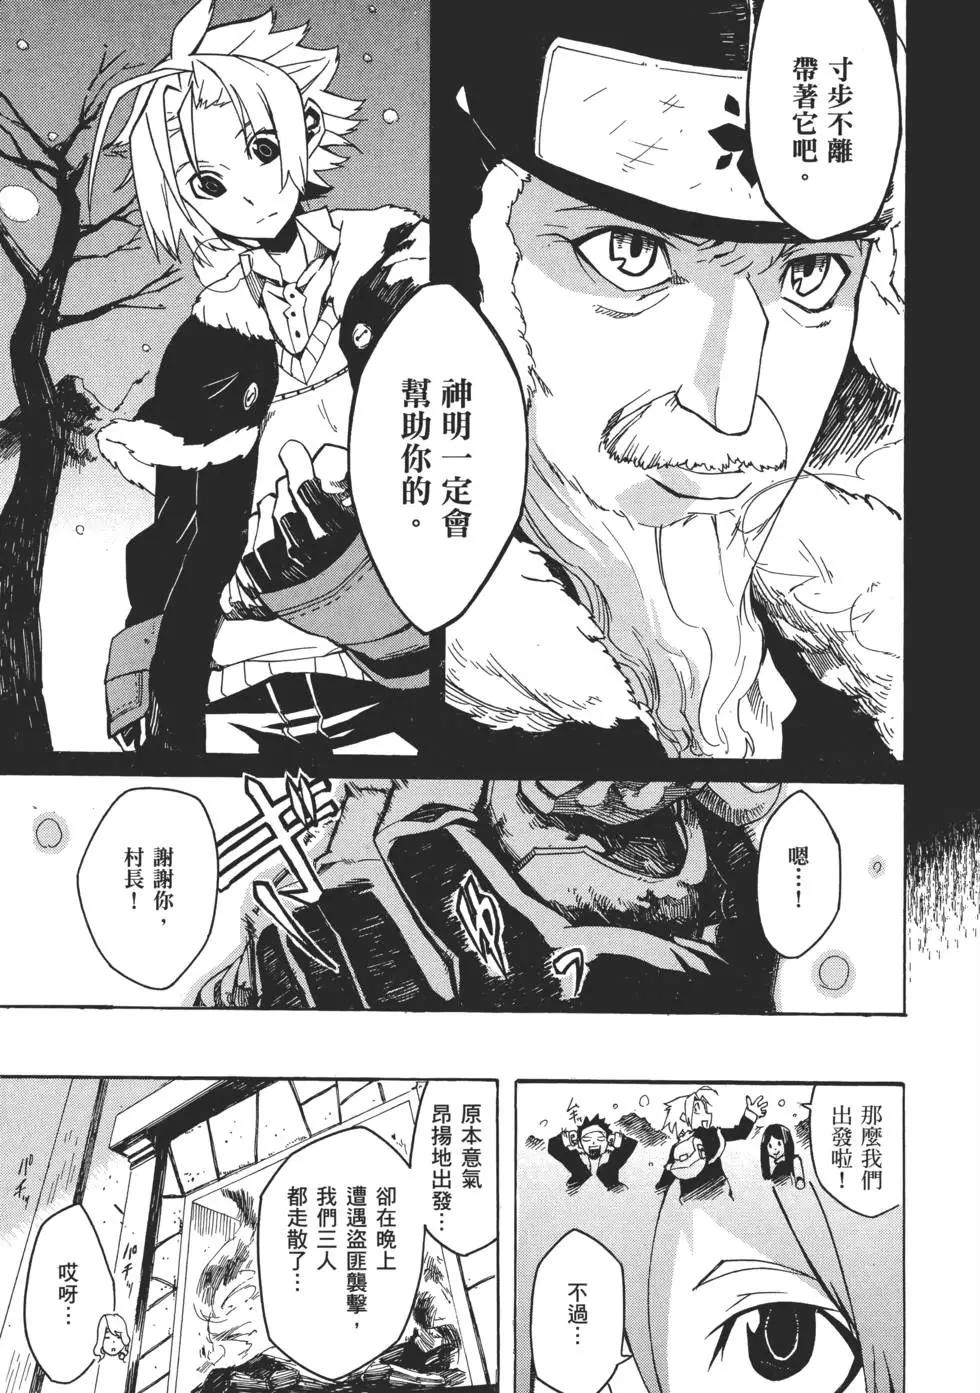 寸步不離
帶著它吧。
神明一定會
幫助你的。
嗯…！
謝謝你，
村長！
那麼我們
出發啦！
不過…
原本意氣
昂揚地出發…
卻在晚上
遭遇盜匪襲擊，
我們三人
都走散了…
哎呀…